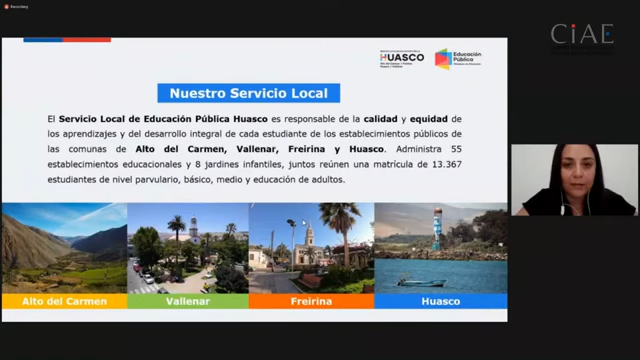 Recording
CIAE
HUASCO
Educación
Pública
Nuestro Servicio Local
El Servicio Local de Educación Pública Huasco es responsable de la calidad y equidad de
los aprendizajes y del desarrollo integral de cada estudiante de los establecimientos públicos de
las comunas de Alto del Carmen, Vallenar, Freirina y Huasco. Administra 55
establecimientos educacionales y 8 jardines infantiles, juntos reúnen una matrícula de 13.367
estudiantes de nivel parvulario, básico, medio y educación de adultos.
Alto del Carmen
Vallenar
Freirina
Huasco